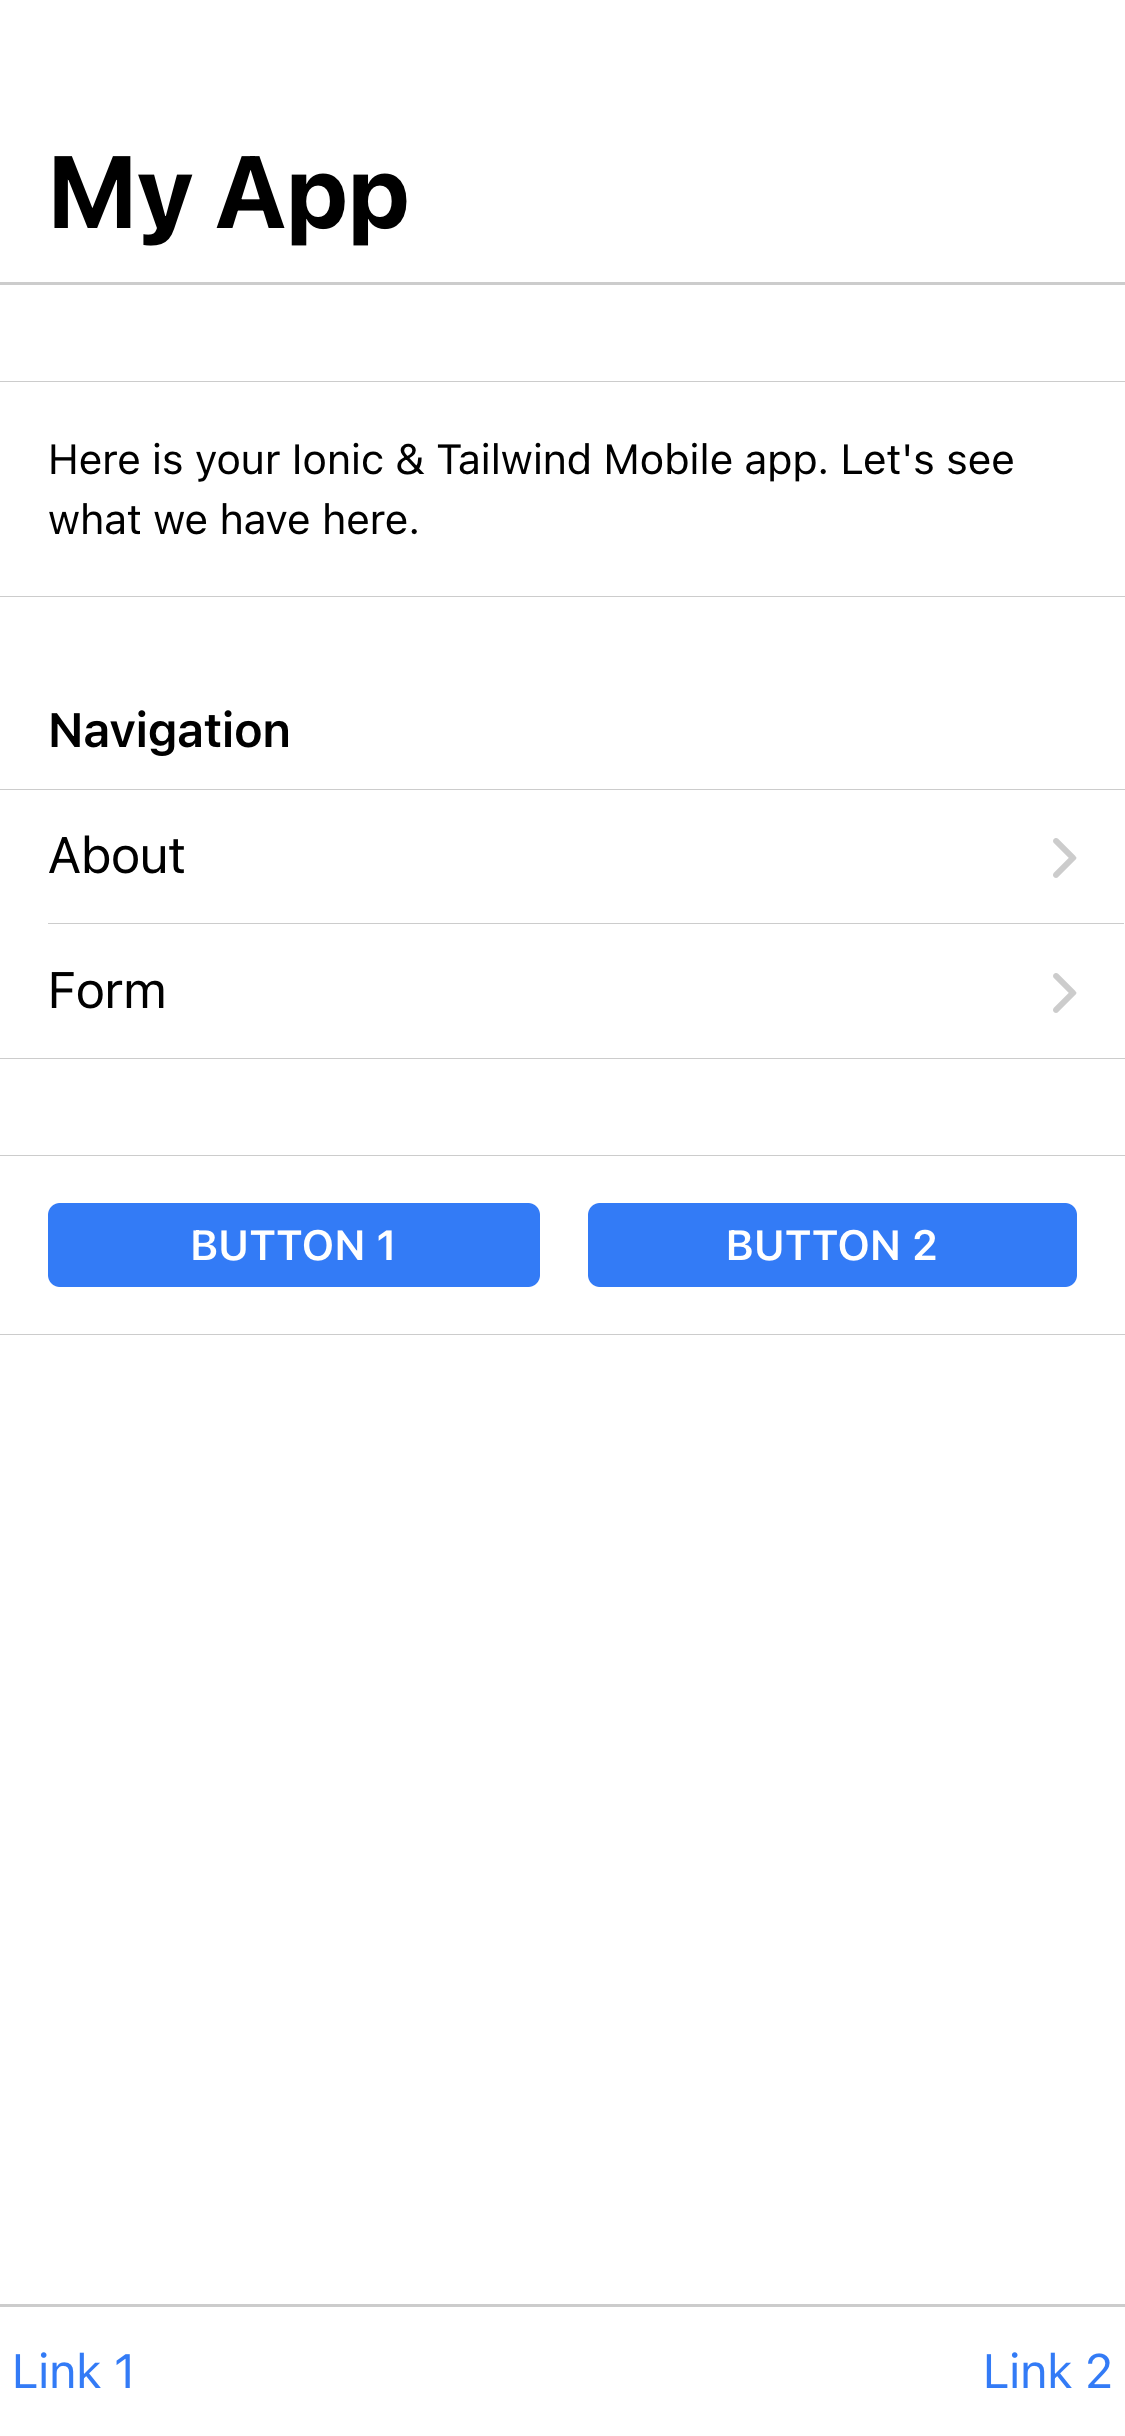 My App
Here is your Ionic & Tailwind Mobile app. Let's see
what we have here.
Navigation
About
Form
BUTTON 1
BUTTON 2
Link 1
Link 2